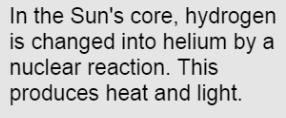 In the Sun's core, hydrogen
is changed into helium by a
nuclear reaction. This
produces heat and light.